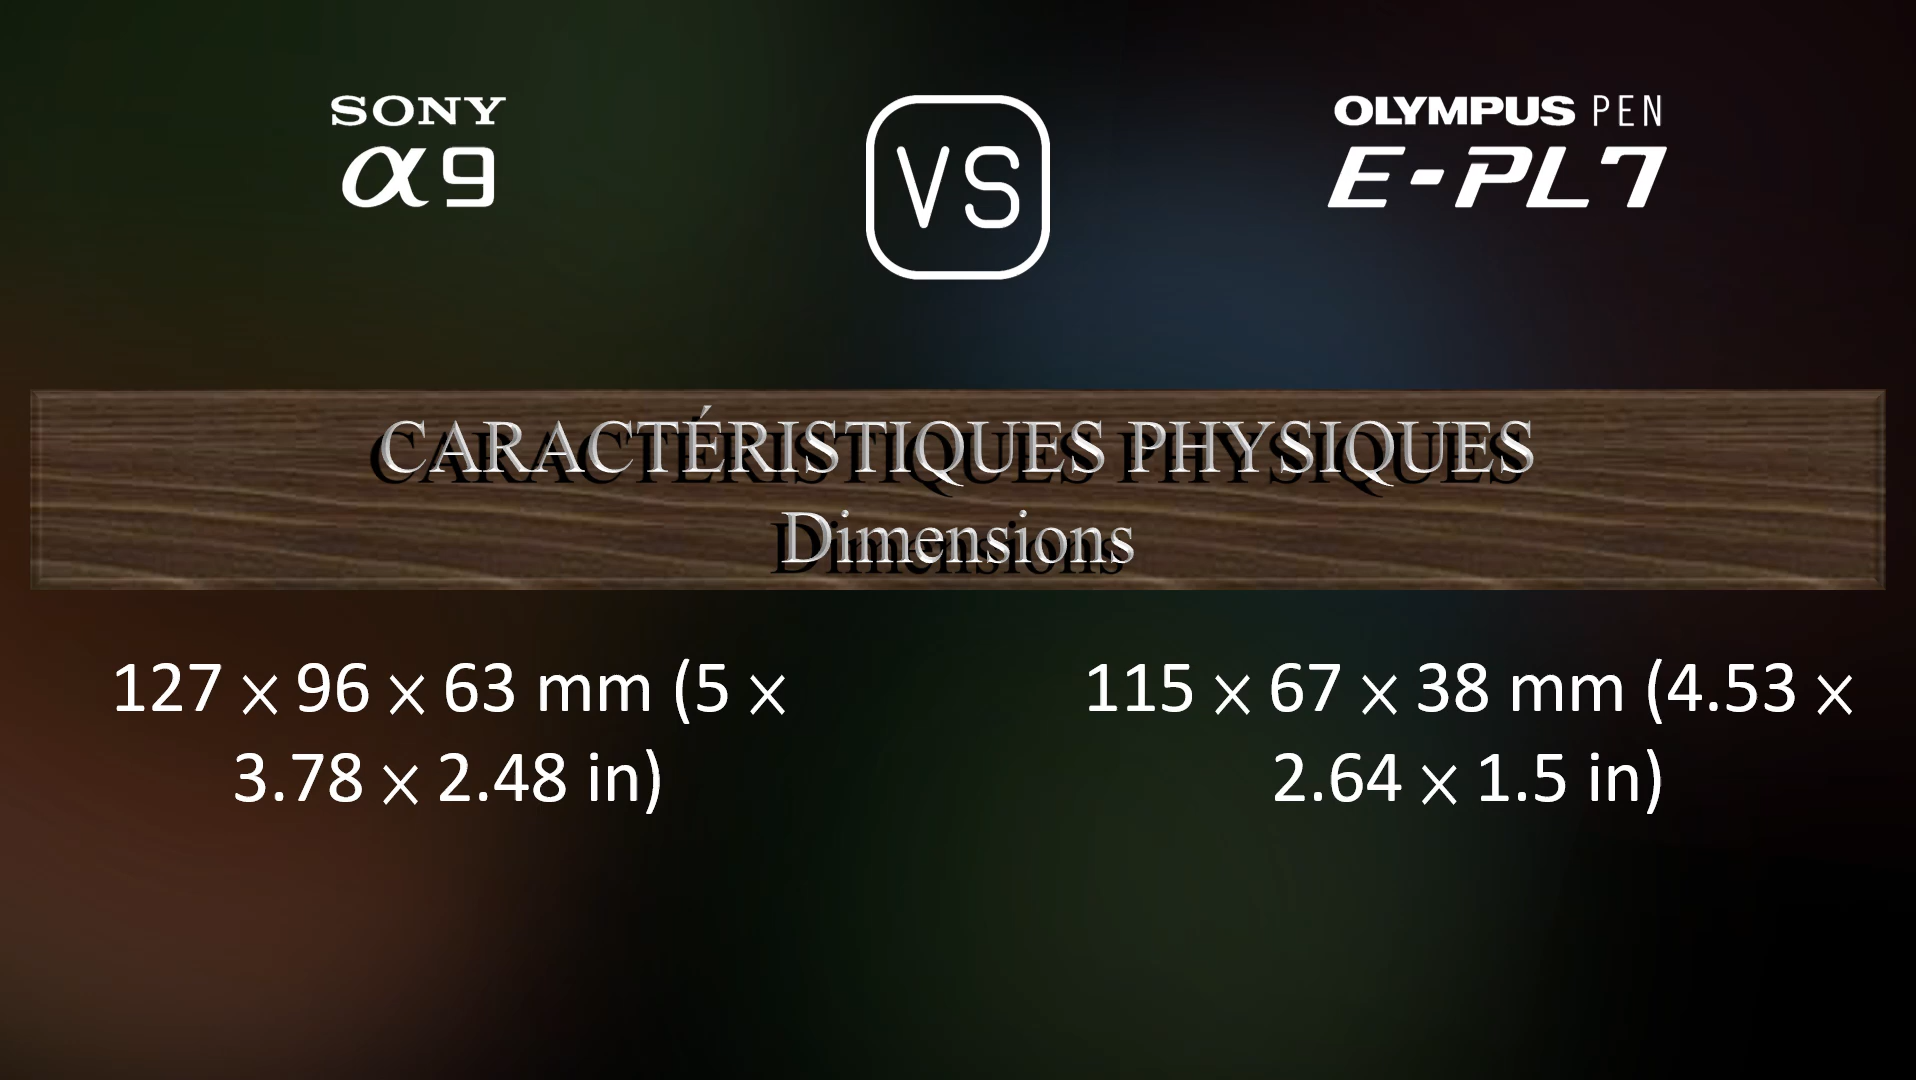 SONY
α9
VS
OLYMPUS PEN
E-PL7
CARACTÉRISTIQUES PHYSIQUES
Dimensions
127 x 96 x 63 mm (5 x
3.78 x 2.48 in)
115 x 67 x 38 mm (4.53 x
2.64 x 1.5 in)